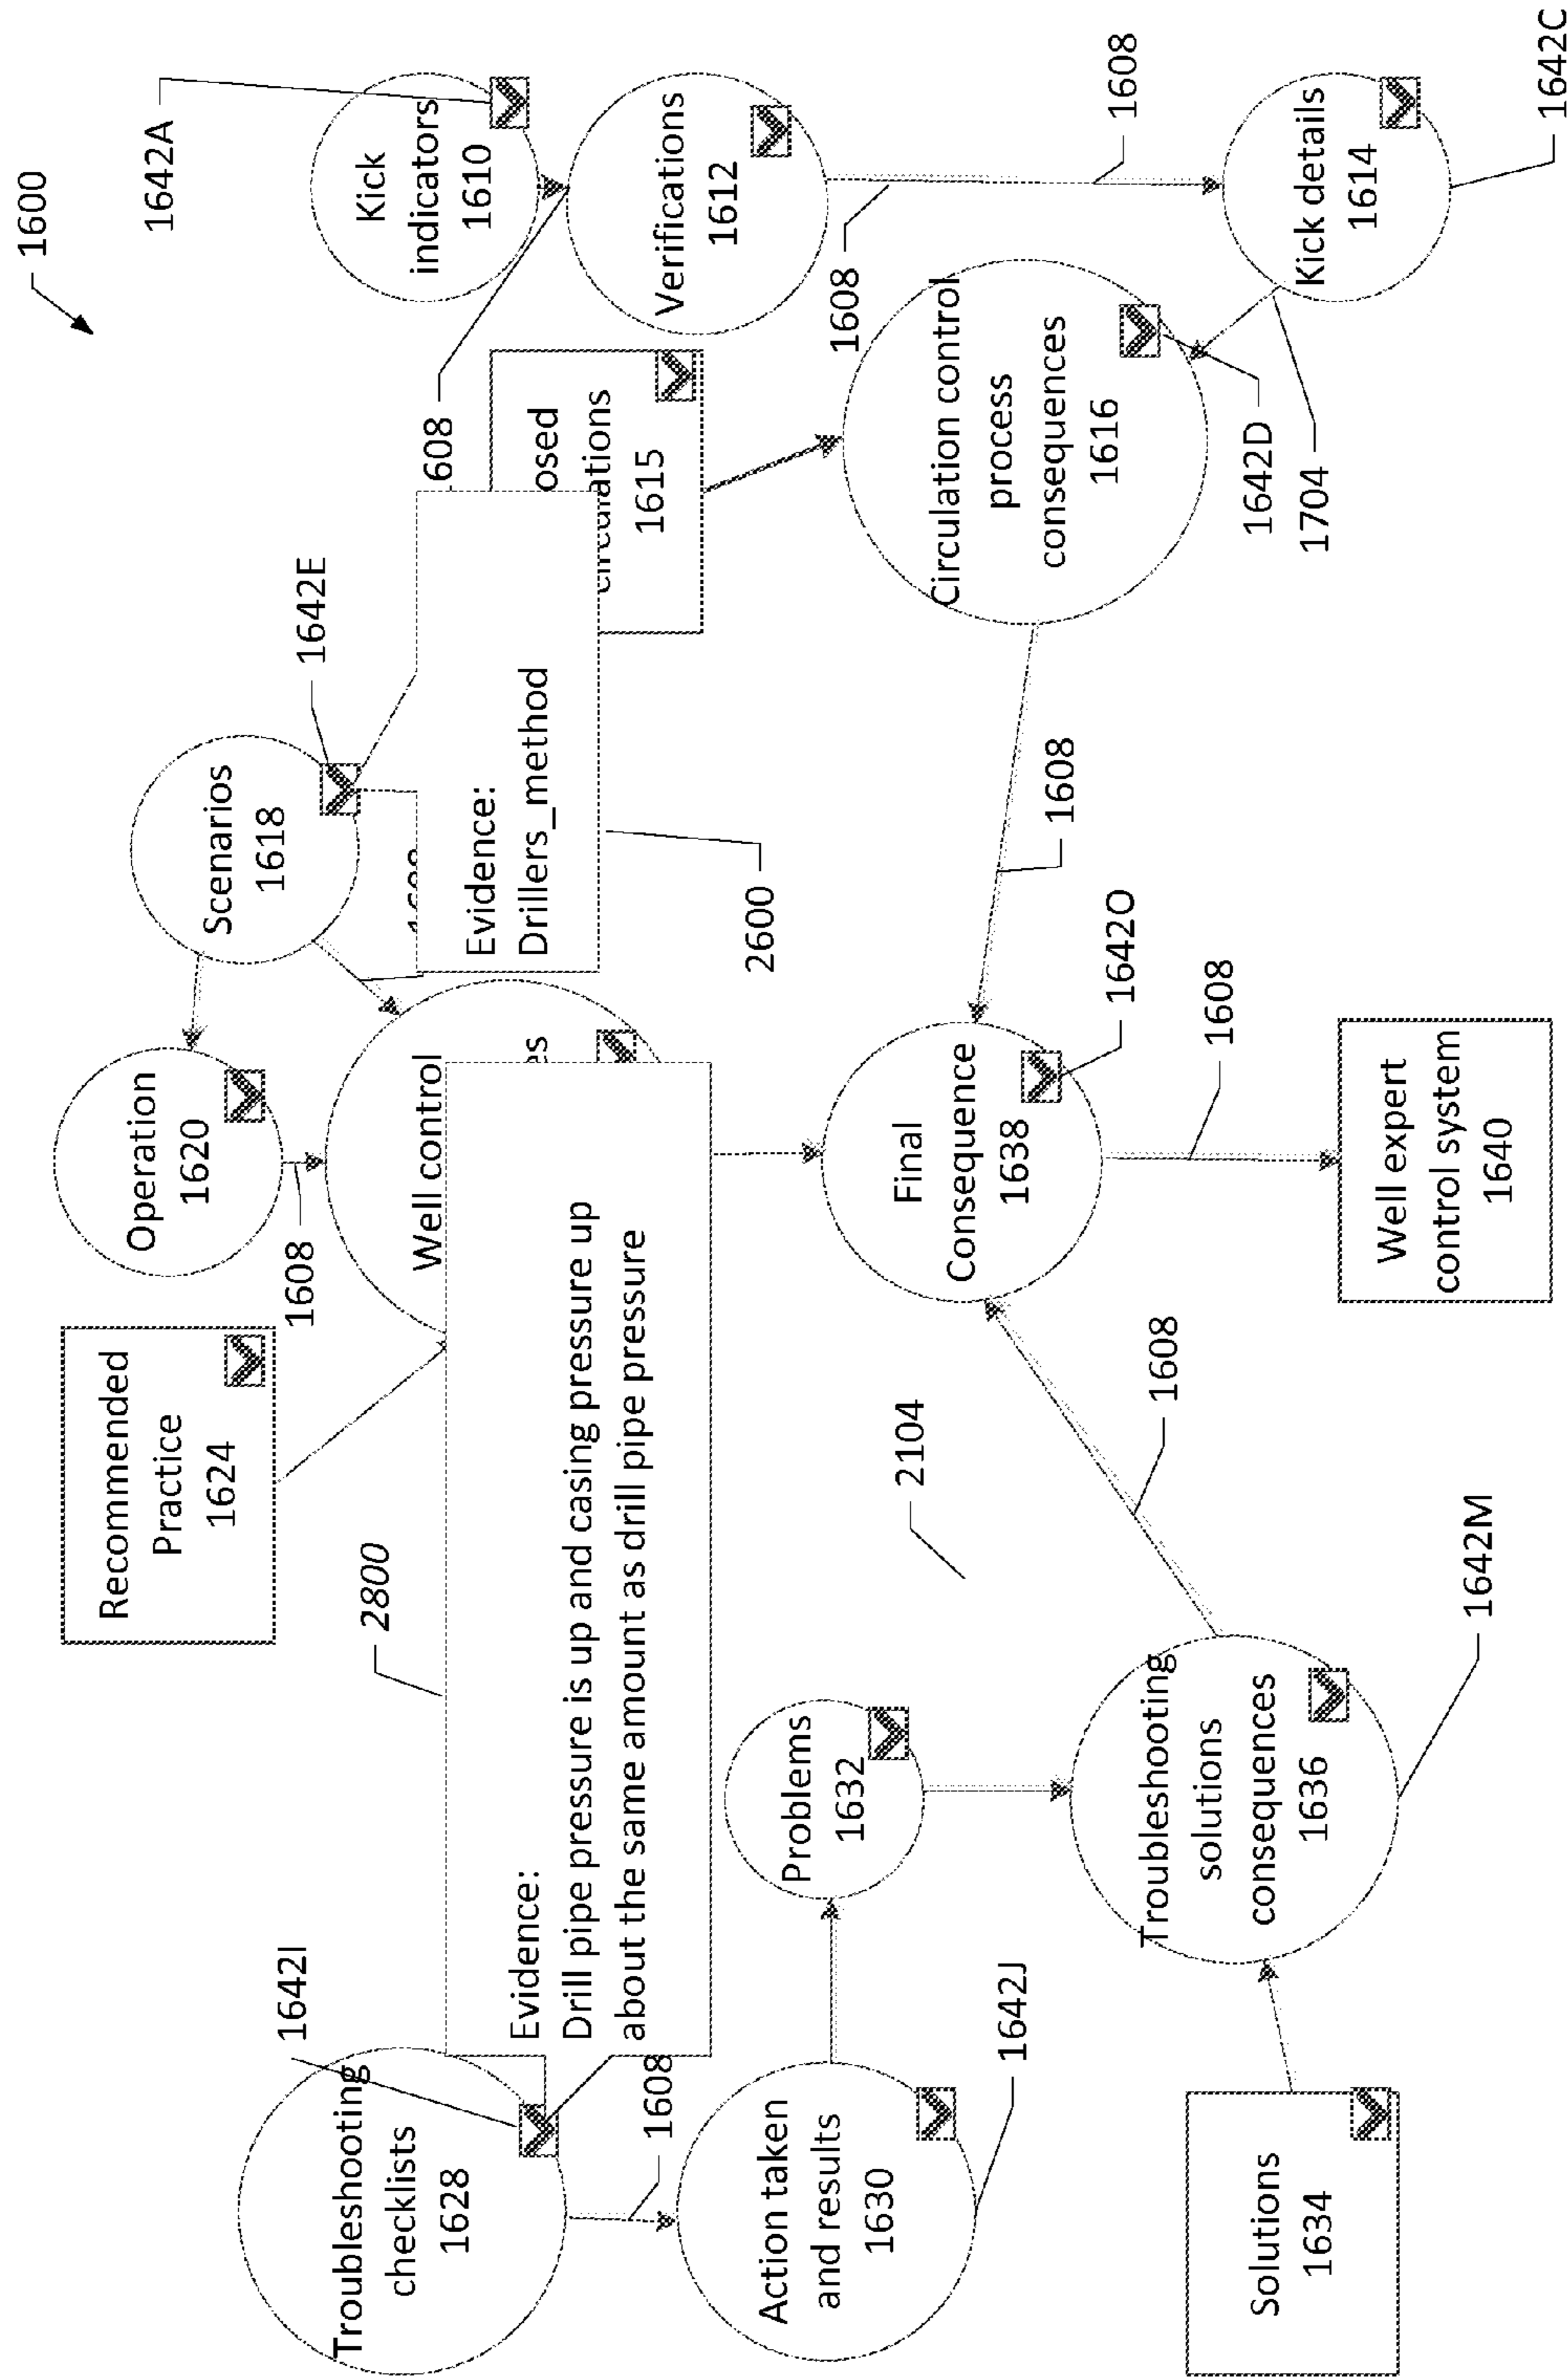 1600
Troubleshooting
checklists
1628
1642I
1608
Action taken
and results
1630
1642J
Solutions
1634
Problems
1632
Troubleshooting
solutions
consequences
1636
1642M
1608
2104
Recommended
Practice
1624
2800
Evidence:
Drill pipe pressure is up and casing pressure up
about the same amount as drill pipe pressure
Operation
1620
1608
Well control
es
Scenarios
1618
1642E
Evidence:
Drillers_method
2600
Final
Consequence
1638
1642O
1608
Well expert
control system
1640
1608
608
osed
1615
Circulation control
process
consequences
1616
1642D
1704
Kick
indicators
1610
1642A
Verifications
1612
1608
1608
Kick details
1614
1642C